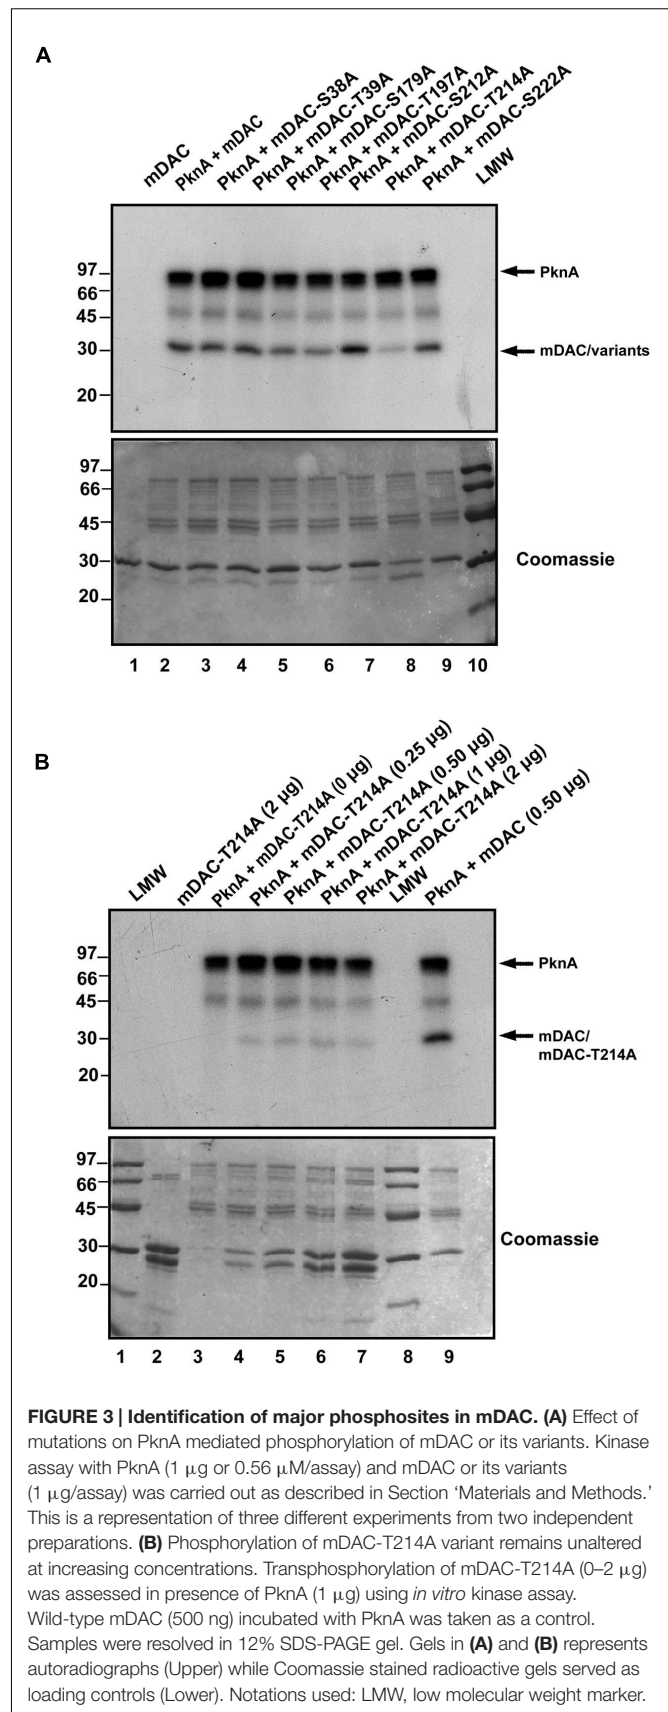 A
mDAC
PknA + mDAC
PknA + mDAC-S38A
PknA + mDAC-T39A
PknA + mDAC-S179A
PknA + mDAC-T197A
PknA + mDAC-S212A
PknA + mDAC-T214A
PknA + mDAC-S222A
LMW
97
66
45
30
20
PknA
mDAC/variants
97
66
45
30
20
Coomassie
1 2 3 4 5 6 7 8 9 10
B
LMW
mDAC-T214A (2 µg)
PknA + mDAC-T214A (0 µg)
PknA + mDAC-T214A (0.25 µg)
PknA + mDAC-T214A (0.50 µg)
PknA + mDAC-T214A (1 µg)
PknA + mDAC-T214A (2 µg)
LMW
PknA + mDAC (0.50 µg)
97
66
45
30
20
PknA
mDAC/
mDAC-T214A
97
66
45
30
20
Coomassie
1 2 3 4 5 6 7 8 9
FIGURE 3 | Identification of major phosphosites in mDAC. (A) Effect of
mutations on PknA mediated phosphorylation of mDAC or its variants. Kinase
assay with PknA (1 µg or 0.56 µM/assay) and mDAC or its variants
(1 µg/assay) was carried out as described in Section ‘Materials and Methods.’
This is a representation of three different experiments from two independent
preparations. (B) Phosphorylation of mDAC-T214A variant remains unaltered
at increasing concentrations. Transphosphorylation of mDAC-T214A (0–2 µg)
was assessed in presence of PknA (1 µg) using in vitro kinase assay.
Wild-type mDAC (500 ng) incubated with PknA was taken as a control.
Samples were resolved in 12% SDS-PAGE gel. Gels in (A) and (B) represents
autoradiographs (Upper) while Coomassie stained radioactive gels served as
loading controls (Lower). Notations used: LMW, low molecular weight marker.